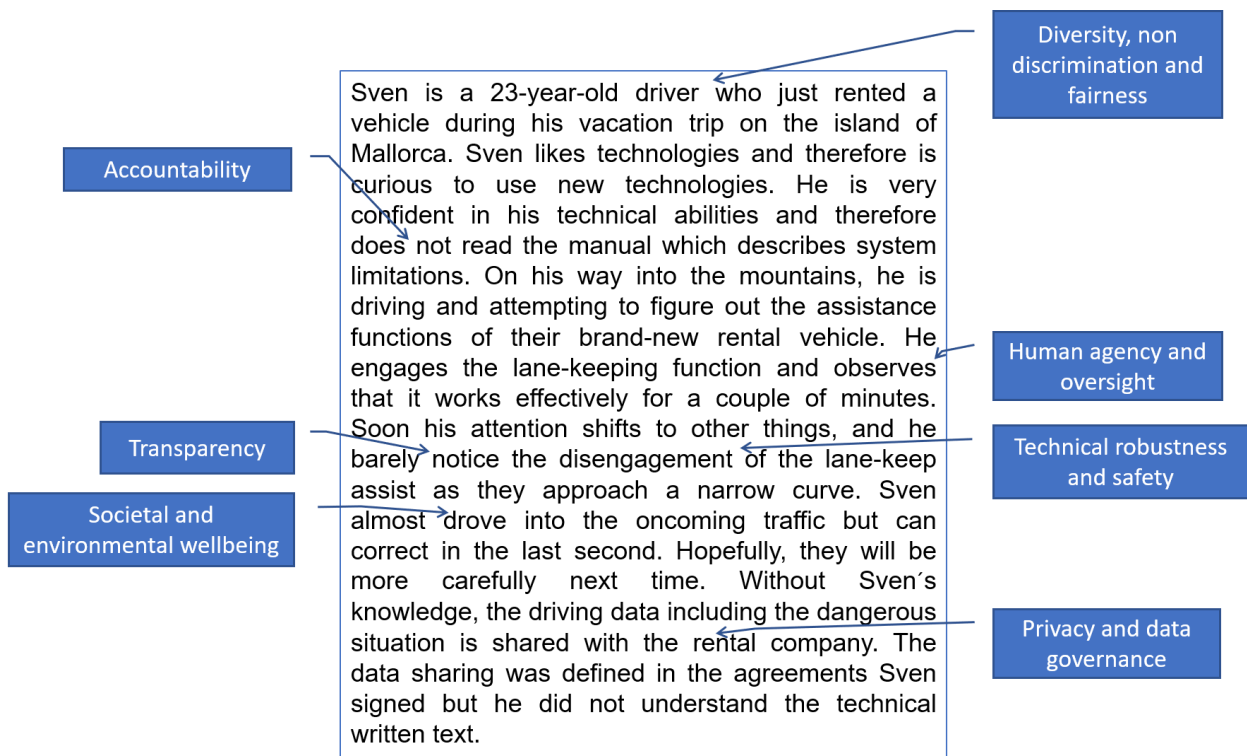 Diversity, non
discrimination and
fairness
Sven is a 23-year-old driver who just rented a
vehicle during his vacation trip on the island of
Mallorca. Sven likes technologies and therefore is
curious to use new technologies. He is very
confident in his technical abilities and therefore
does not read the manual which describes system
limitations. On his way into the mountains, he is
driving and attempting to figure out the assistance
functions of their brand-new rental vehicle. He
engages the lane-keeping function and observes
that it works effectively for a couple of minutes.
Soon his attention shifts to other things, and he
barely notice the disengagement of the lane-keep
assist as they approach a narrow curve. Sven
almost drove into the oncoming traffic but can
correct in the last second. Hopefully, they will be
more carefully next time. Without Sven´s
knowledge, the driving data including the dangerous
situation is shared with the rental company. The
data sharing was defined in the agreements Sven
signed but he did not understand the technical
written text.
Accountability
Transparency
Societal and
environmental wellbeing
Human agency and
oversight
Technical robustness
and safety
Privacy and data
governance